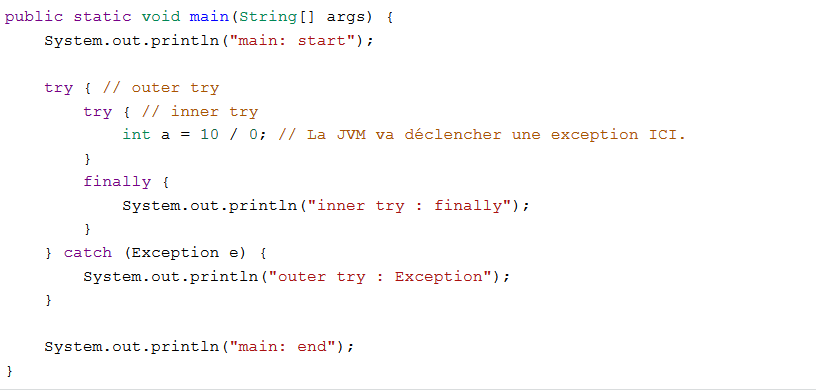 public static void main(String[] args) {
    System.out.println("main: start");

    try { // outer try
        try { // inner try
            int a = 10 / 0; // La JVM va déclencher une exception ICI.
        }
        finally {
            System.out.println("inner try : finally");
        }
    } catch (Exception e) {
        System.out.println("outer try : Exception");
    }

    System.out.println("main: end");
}